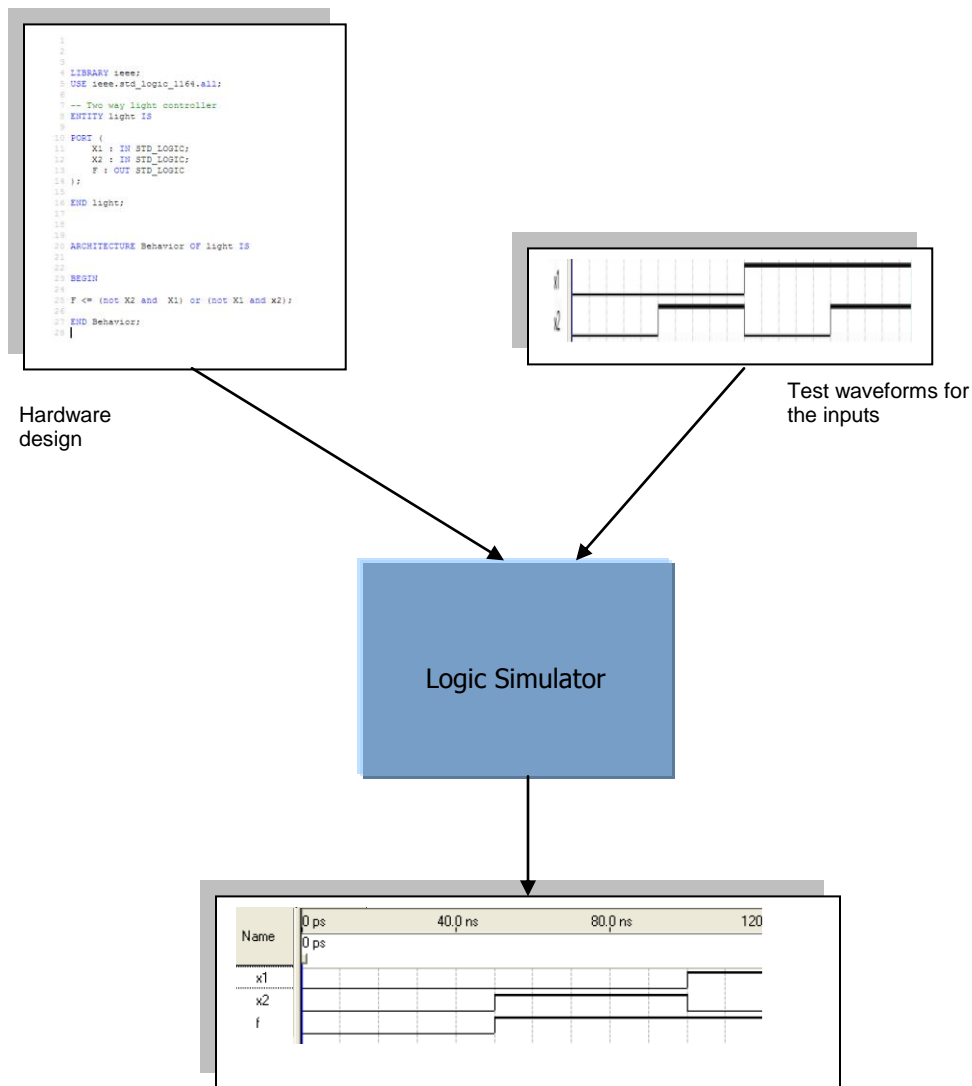 1
2
3
4 LIBRARY ieee;
5 USE ieee.std_logic_1164.all;
6
7 -- Two way light controller
8 ENTITY light IS
9
10 PORT (
11 X1 : IN STD_LOGIC;
12 X2 : IN STD_LOGIC;
13 F : OUT STD_LOGIC
14 );
15
16 END light;
17
18
19
20 ARCHITECTURE Behavior OF light IS
21
22
23 BEGIN
24
25 F <= (not X2 and X1) or (not X1 and x2);
26
27 END Behavior;
28
x1
x2
Hardware
design
Test waveforms for
the inputs
Logic Simulator
Name
0 ps 40.0 ns 80.0 ns 120
0 ps
x1
x2
f